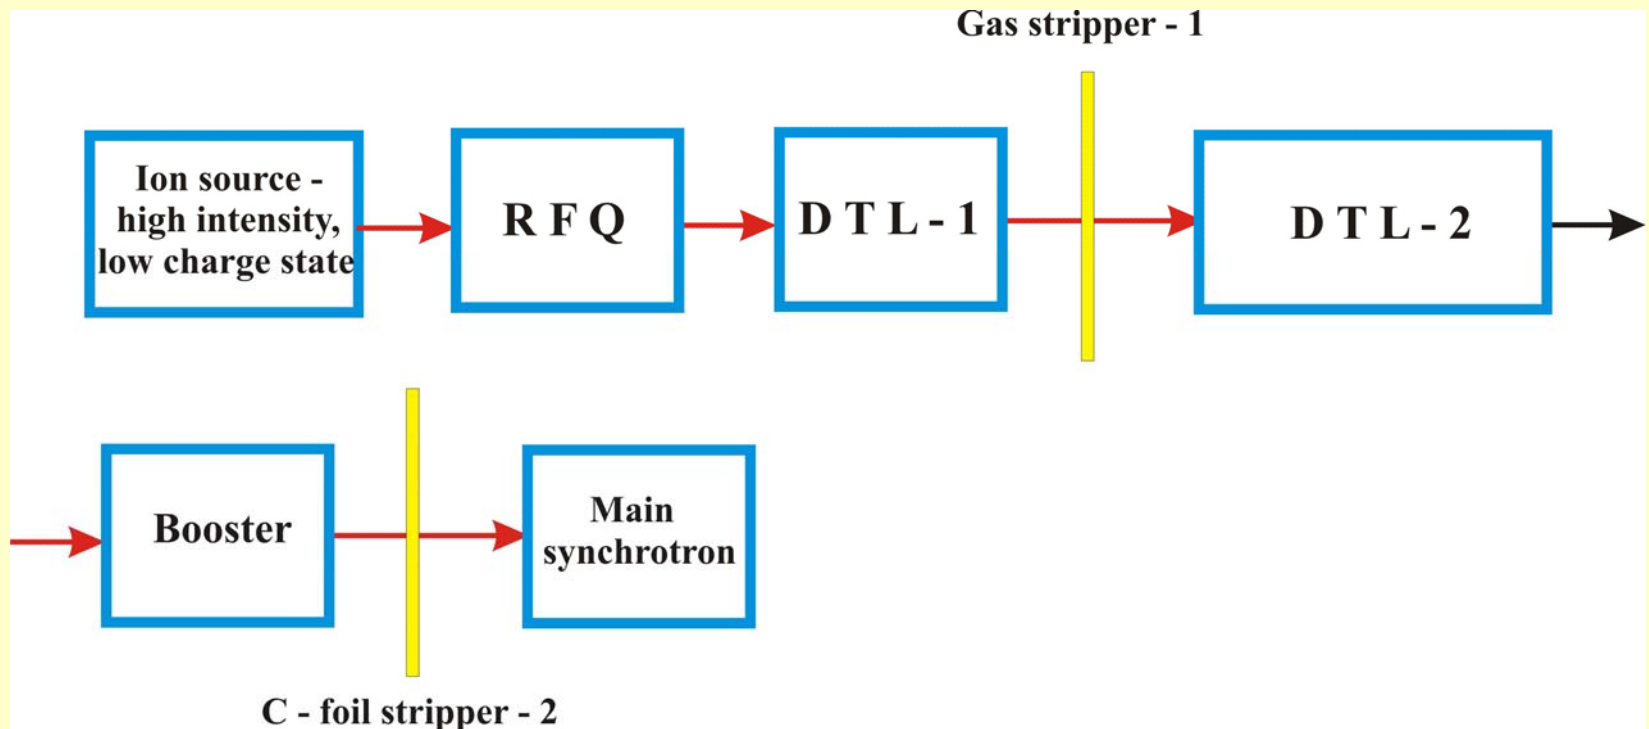 Gas stripper - 1
Ion source -
high intensity,
low charge state
R F Q
D T L - 1
D T L - 2
Booster
Main
synchrotron
C - foil stripper - 2